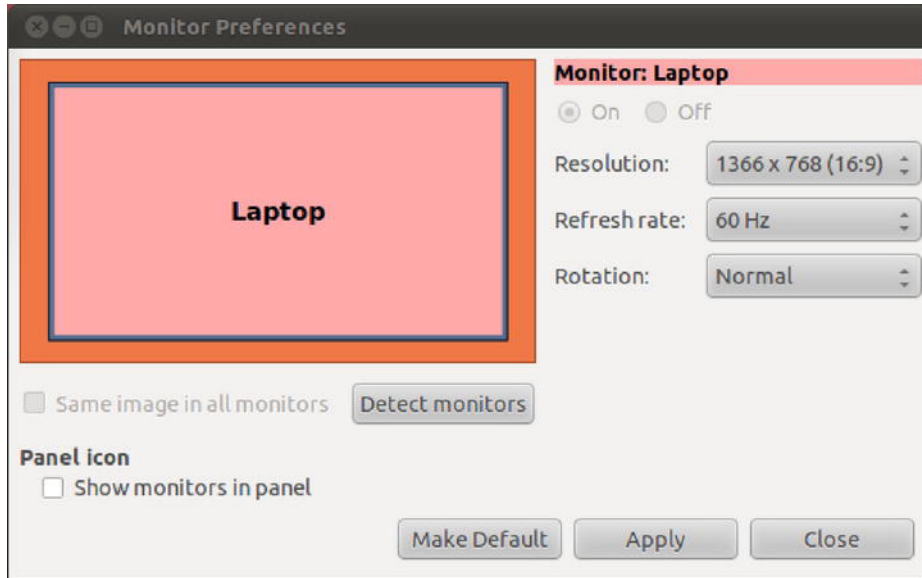 Monitor Preferences
Monitor: Laptop
On Off
Laptop
Resolution: 1366 x 768 (16:9)
Refresh rate: 60 Hz
Rotation: Normal
Same image in all monitors Detect monitors
Panel icon
Show monitors in panel
Make Default Apply Close